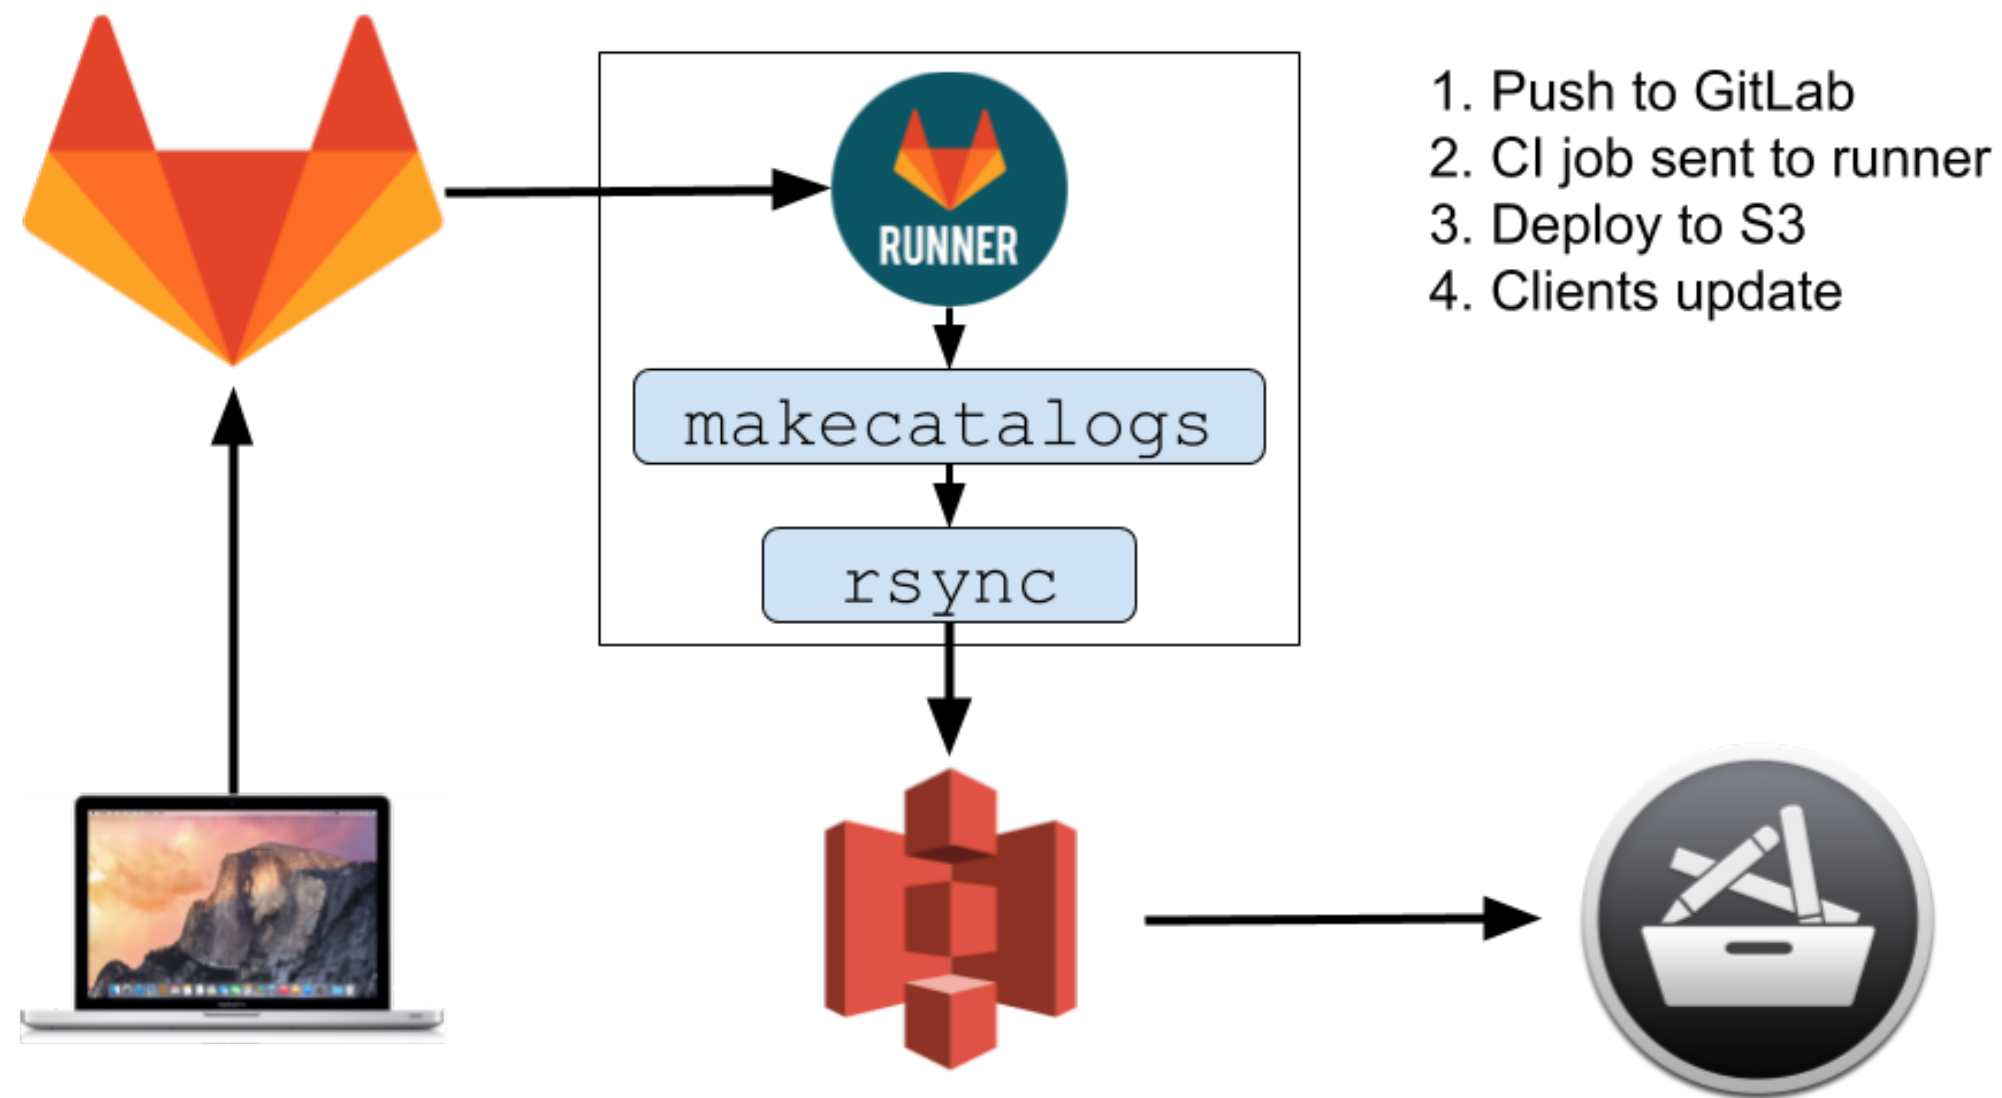 RUNNER
makecatalogs
rsync
1. Push to GitLab
2. CI job sent to runner
3. Deploy to S3
4. Clients update